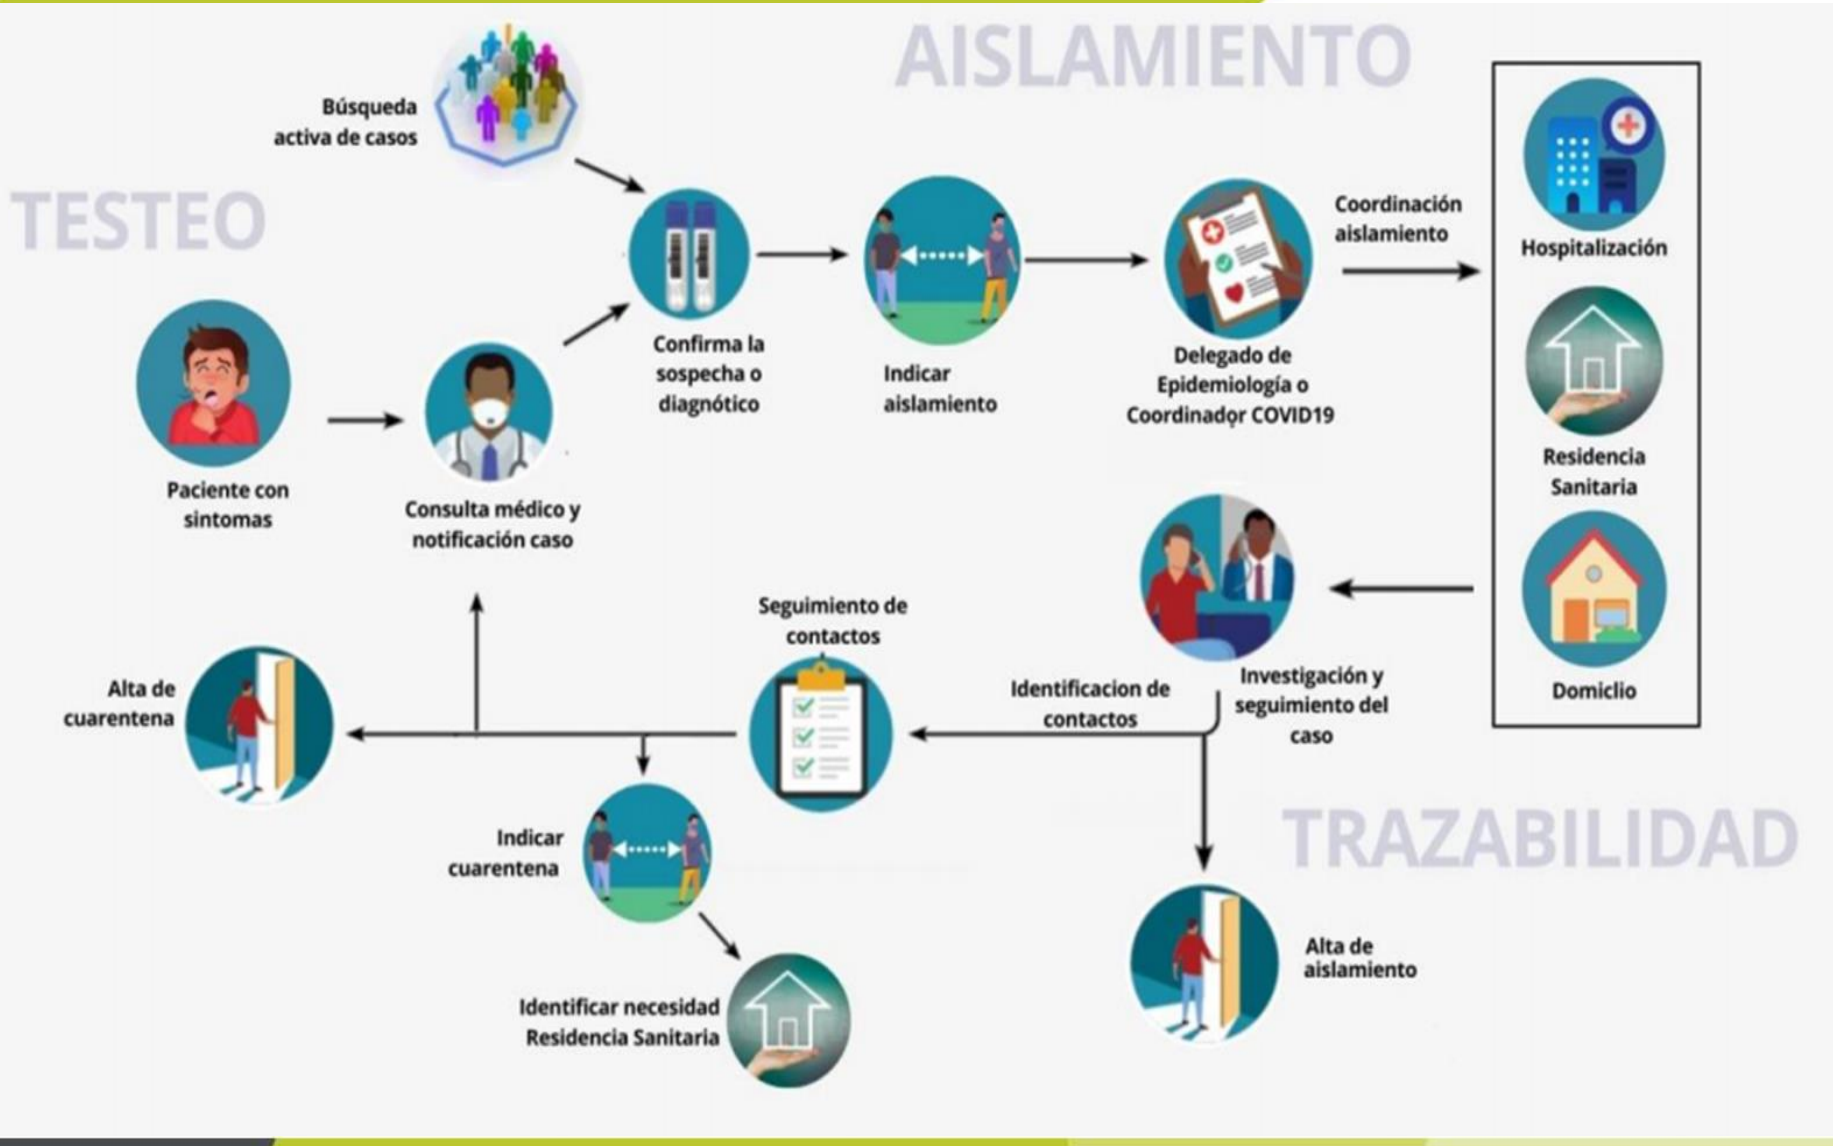 AISLAMIENTO
Búsqueda
activa de casos
TESTEO
Coordinación
aislamiento
Hospitalización
Confirma la
sospecha o
diagnótico
Indicar
aislamiento
Delegado de
Epidemiología o
Coordinador COVID19
Residencia
Sanitaria
Paciente con
sintomas
Consulta médico y
notificación caso
Seguimiento de
contactos
Identificacion de
contactos
Investigación y
seguimiento del
caso
Domiclio
Alta de
cuarentena
Indicar
cuarentena
TRAZABILIDAD
Alta de
aislamiento
Identificar necesidad
Residencia Sanitaria